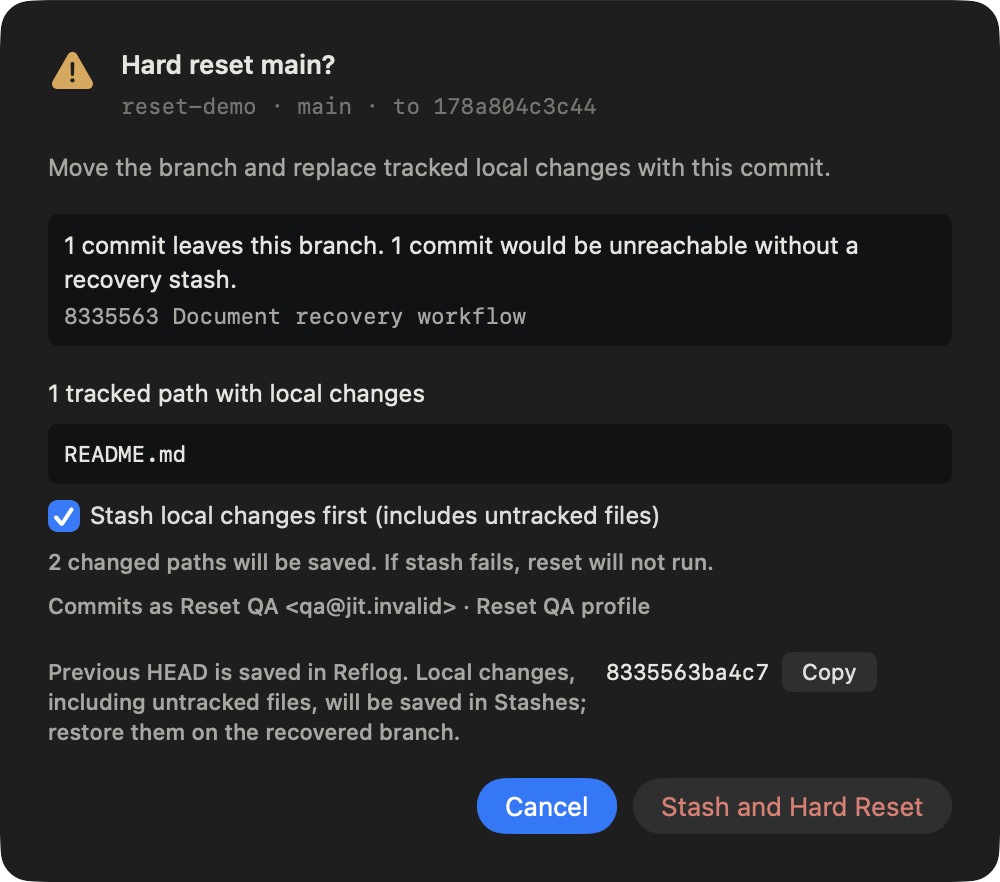 Hard reset main?
reset-demo · main · to 178a804c3c44
Move the branch and replace tracked local changes with this commit.
1 commit leaves this branch. 1 commit would be unreachable without a
recovery stash.
8335563 Document recovery workflow
1 tracked path with local changes
README.md
Stash local changes first (includes untracked files)
2 changed paths will be saved. If stash fails, reset will not run.
Commits as Reset QA <qa@jit.invalid> · Reset QA profile
Previous HEAD is saved in Reflog. Local changes,
including untracked files, will be saved in Stashes;
restore them on the recovered branch.
8335563ba4c7 Copy
Cancel Stash and Hard Reset